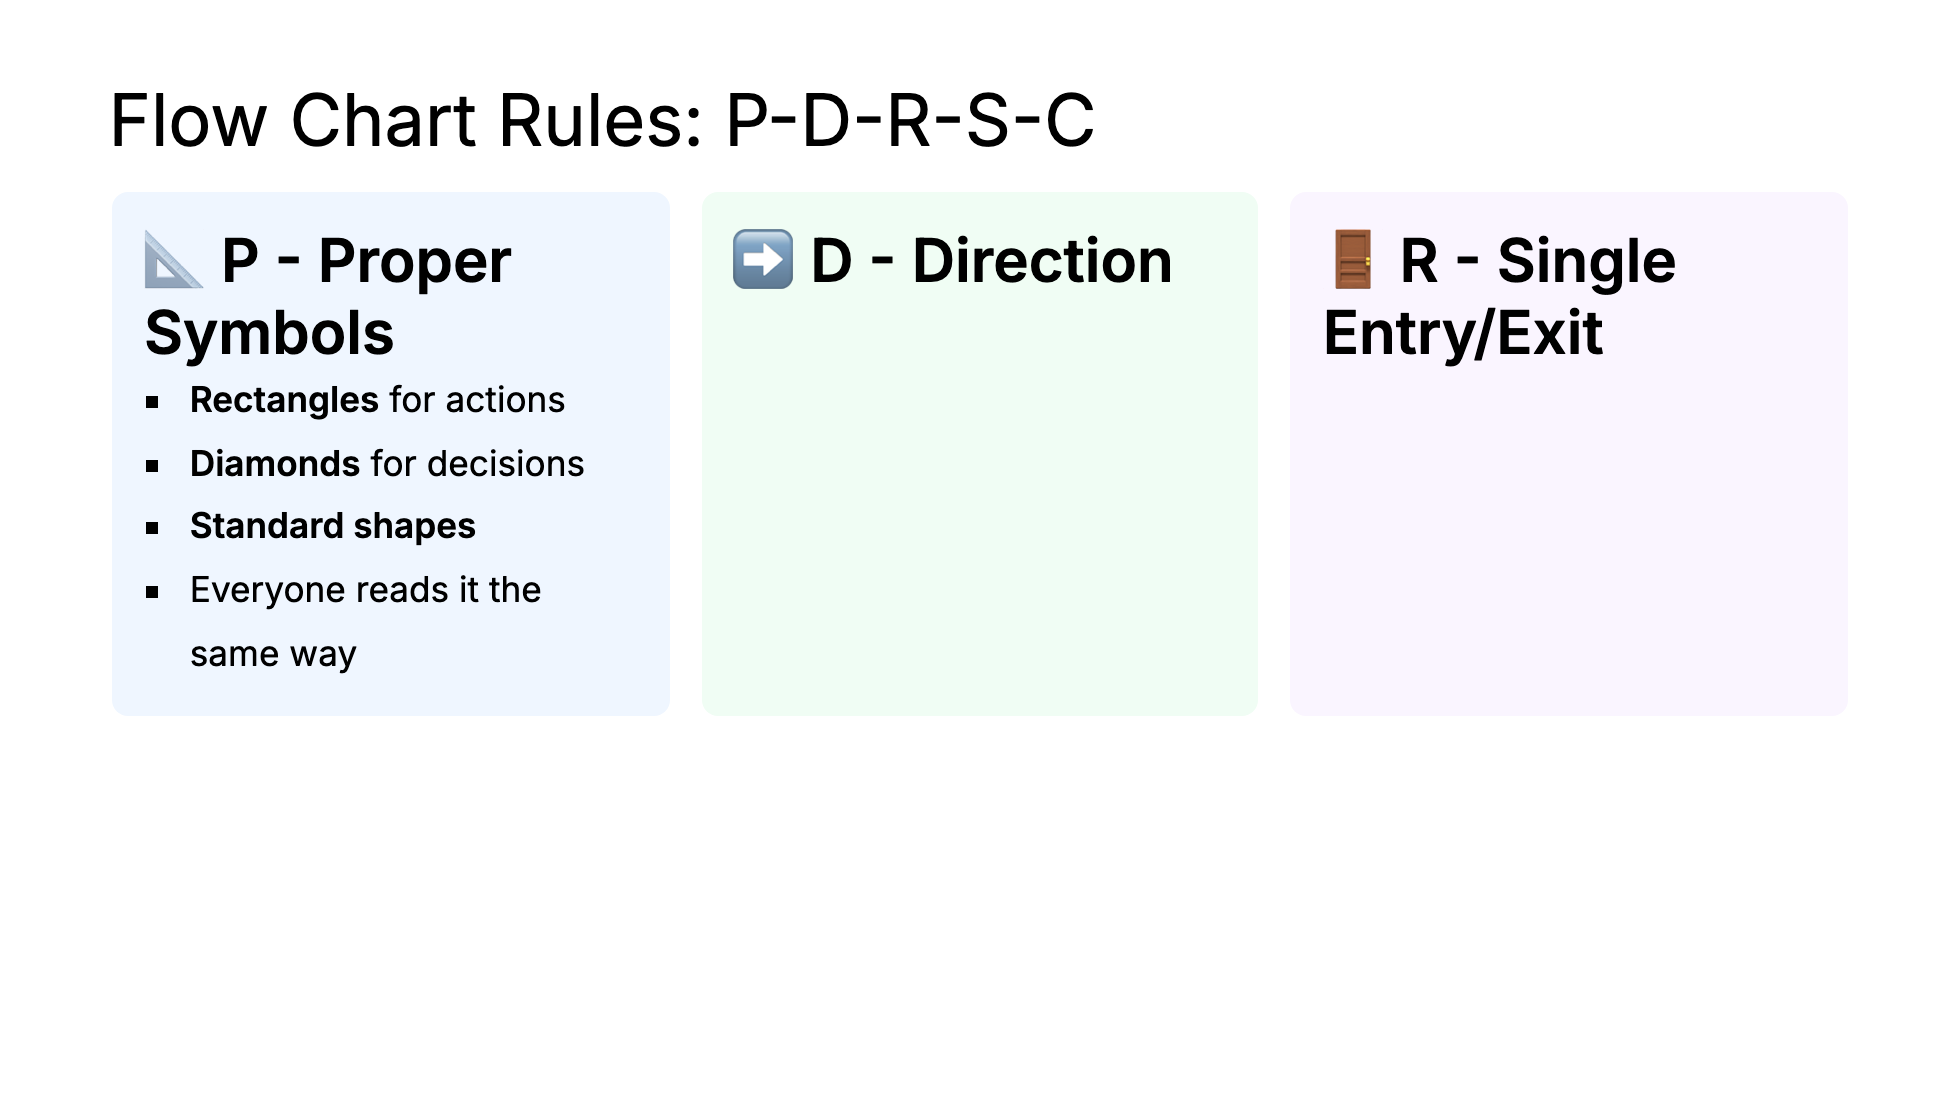 Flow Chart Rules: P-D-R-S-C
📐 P - Proper
Symbols
▪ Rectangles for actions
▪ Diamonds for decisions
▪ Standard shapes
▪ Everyone reads it the
same way
➡️ D - Direction
🚪 R - Single
Entry/Exit